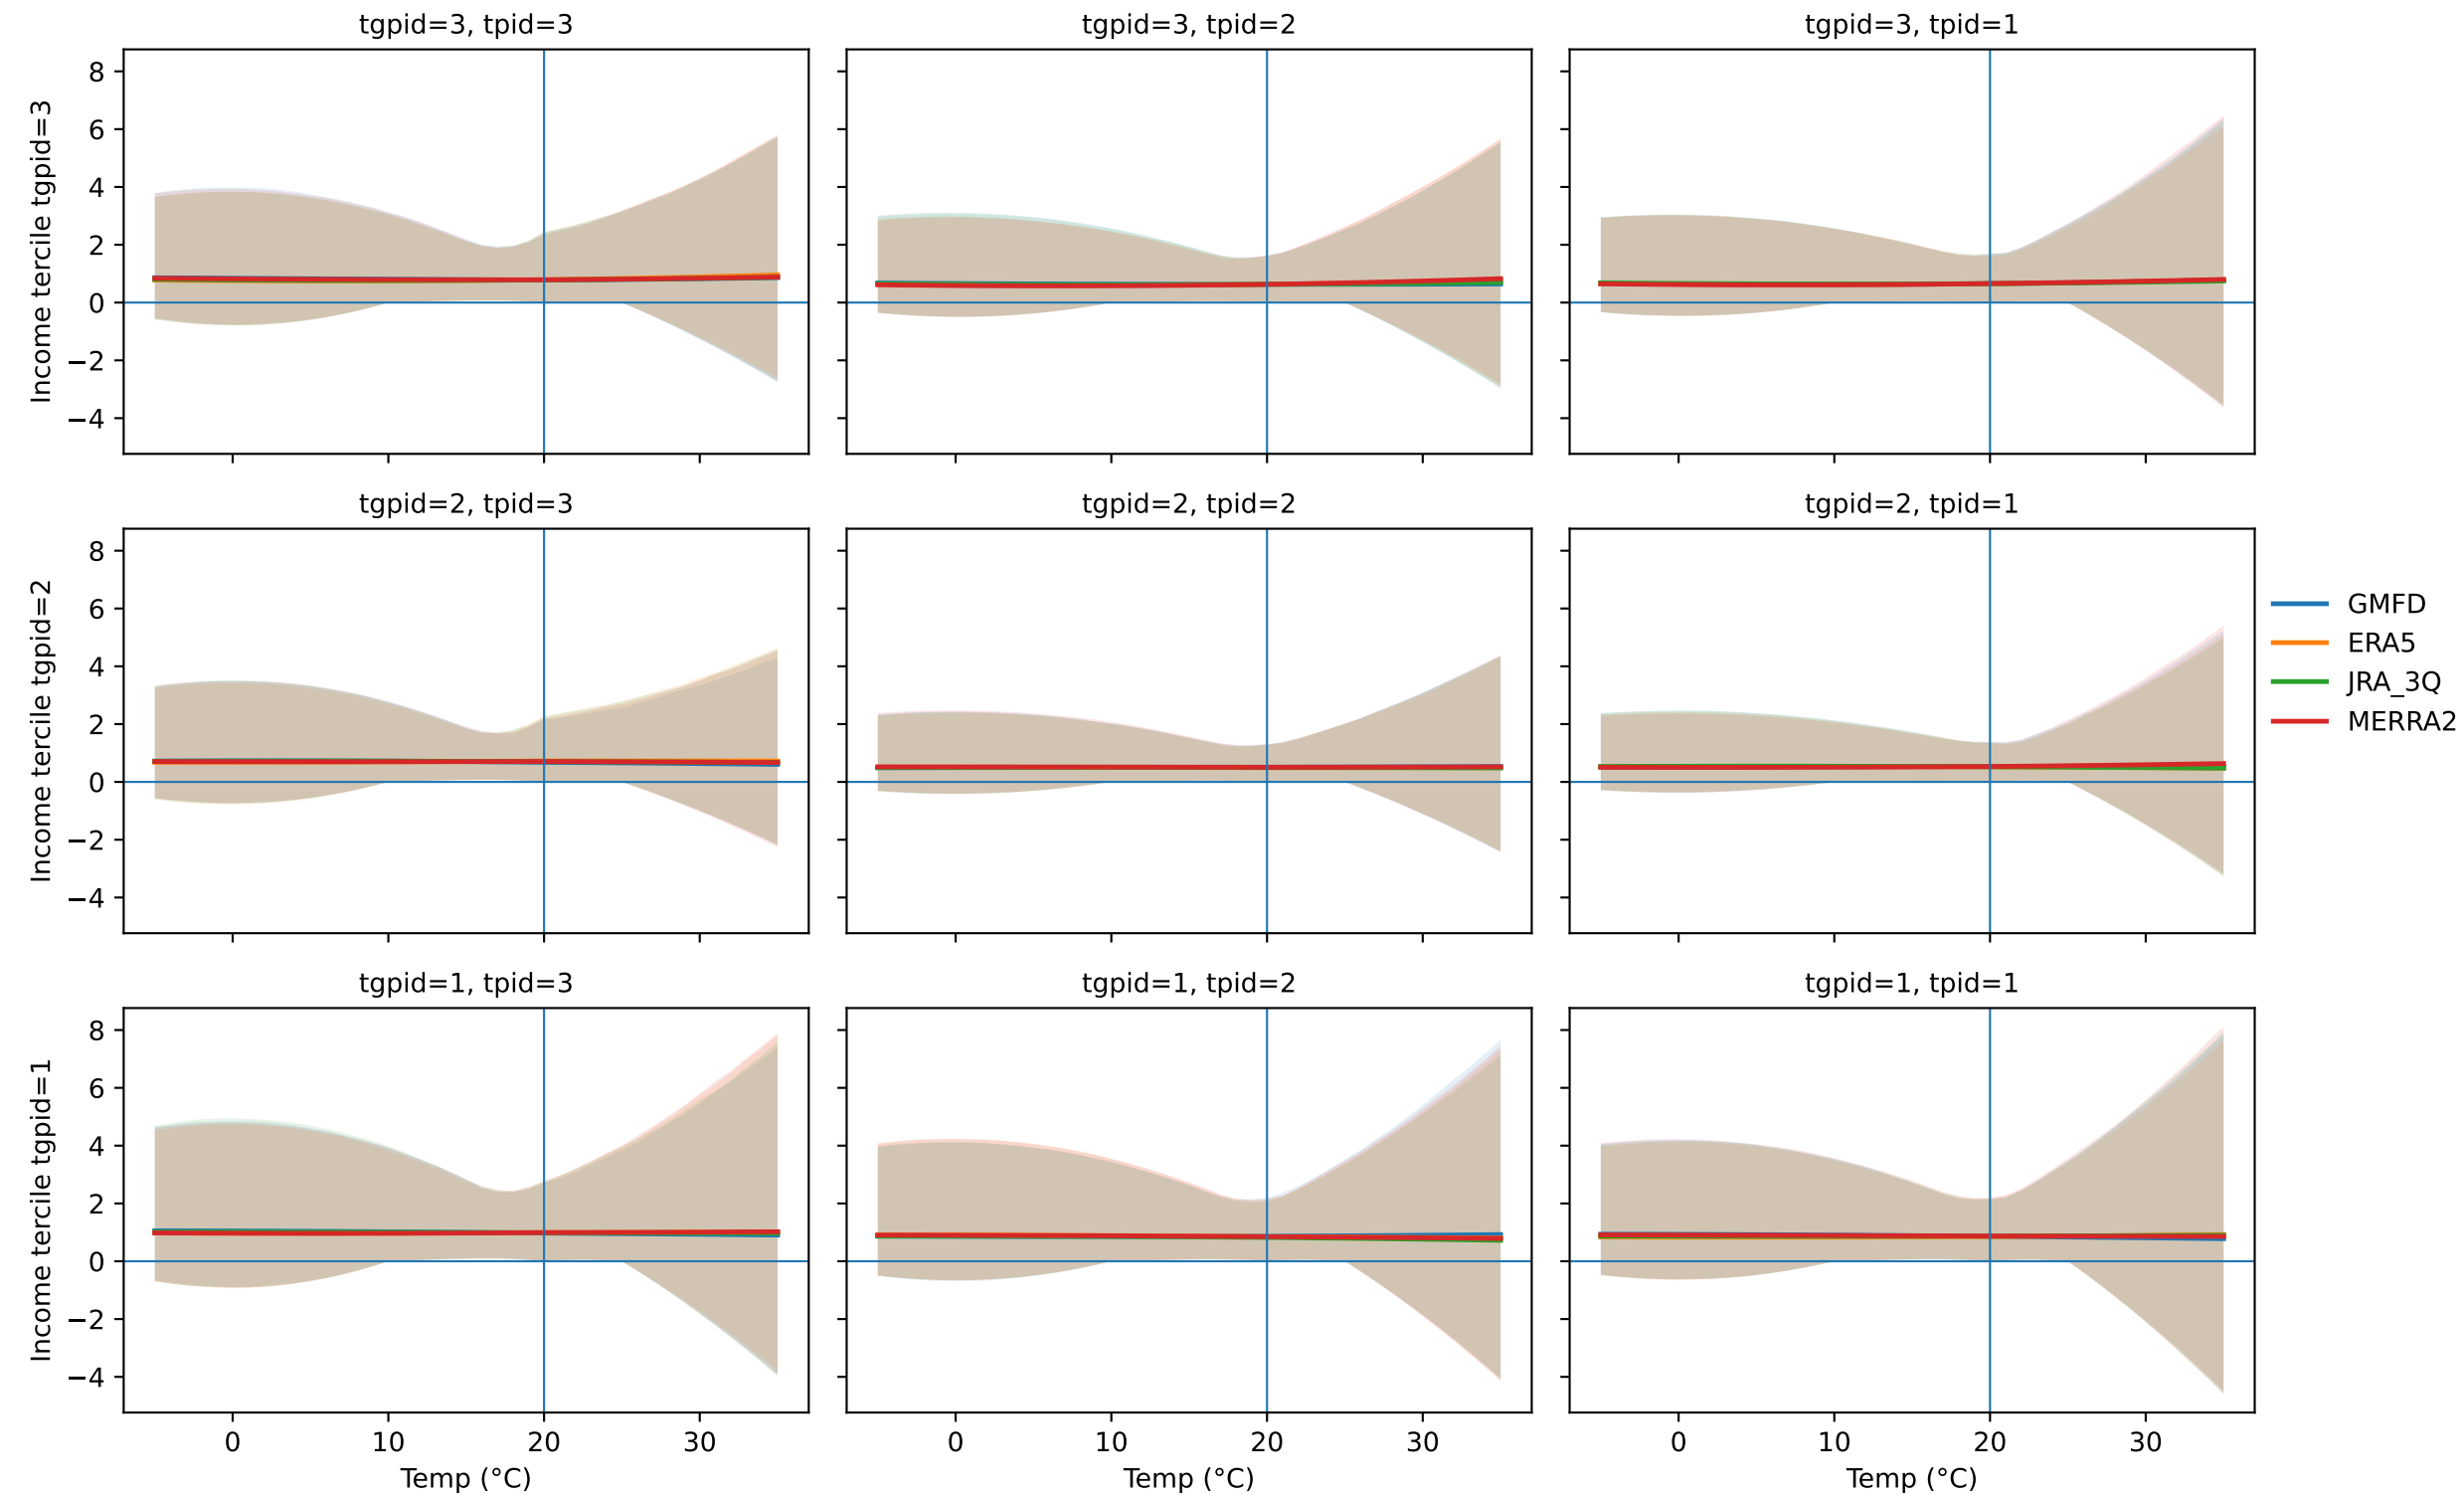 tgpid=3, tpid=3
tgpid=3, tpid=2
tgpid=3, tpid=1
Income tercile tgpid=3
8
6
4
2
0
−2
−4
tgpid=2, tpid=3
tgpid=2, tpid=2
tgpid=2, tpid=1
Income tercile tgpid=2
8
6
4
2
0
−2
−4
GMFD
ERA5
JRA_3Q
MERRA2
tgpid=1, tpid=3
tgpid=1, tpid=2
tgpid=1, tpid=1
Income tercile tgpid=1
8
6
4
2
0
−2
−4
0 10 20 30
0 10 20 30
0 10 20 30
Temp (°C)
Temp (°C)
Temp (°C)